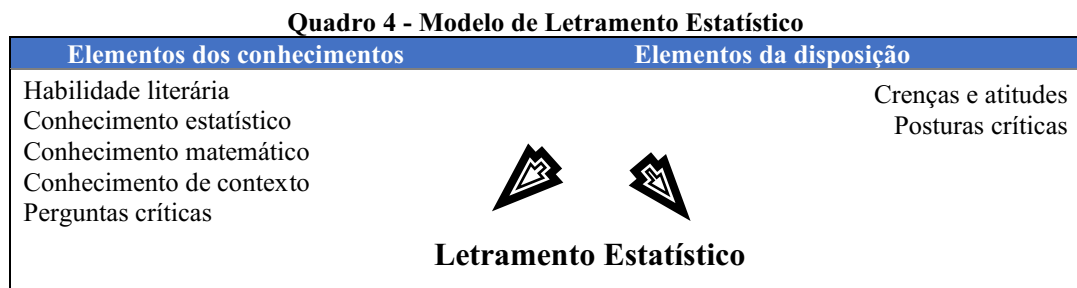 Quadro 4 - Modelo de Letramento Estatístico
Elementos dos conhecimentos
Elementos da disposição
Habilidade literária
Conhecimento estatístico
Conhecimento matemático
Conhecimento de contexto
Perguntas críticas
Crenças e atitudes
Posturas críticas
Letramento Estatístico